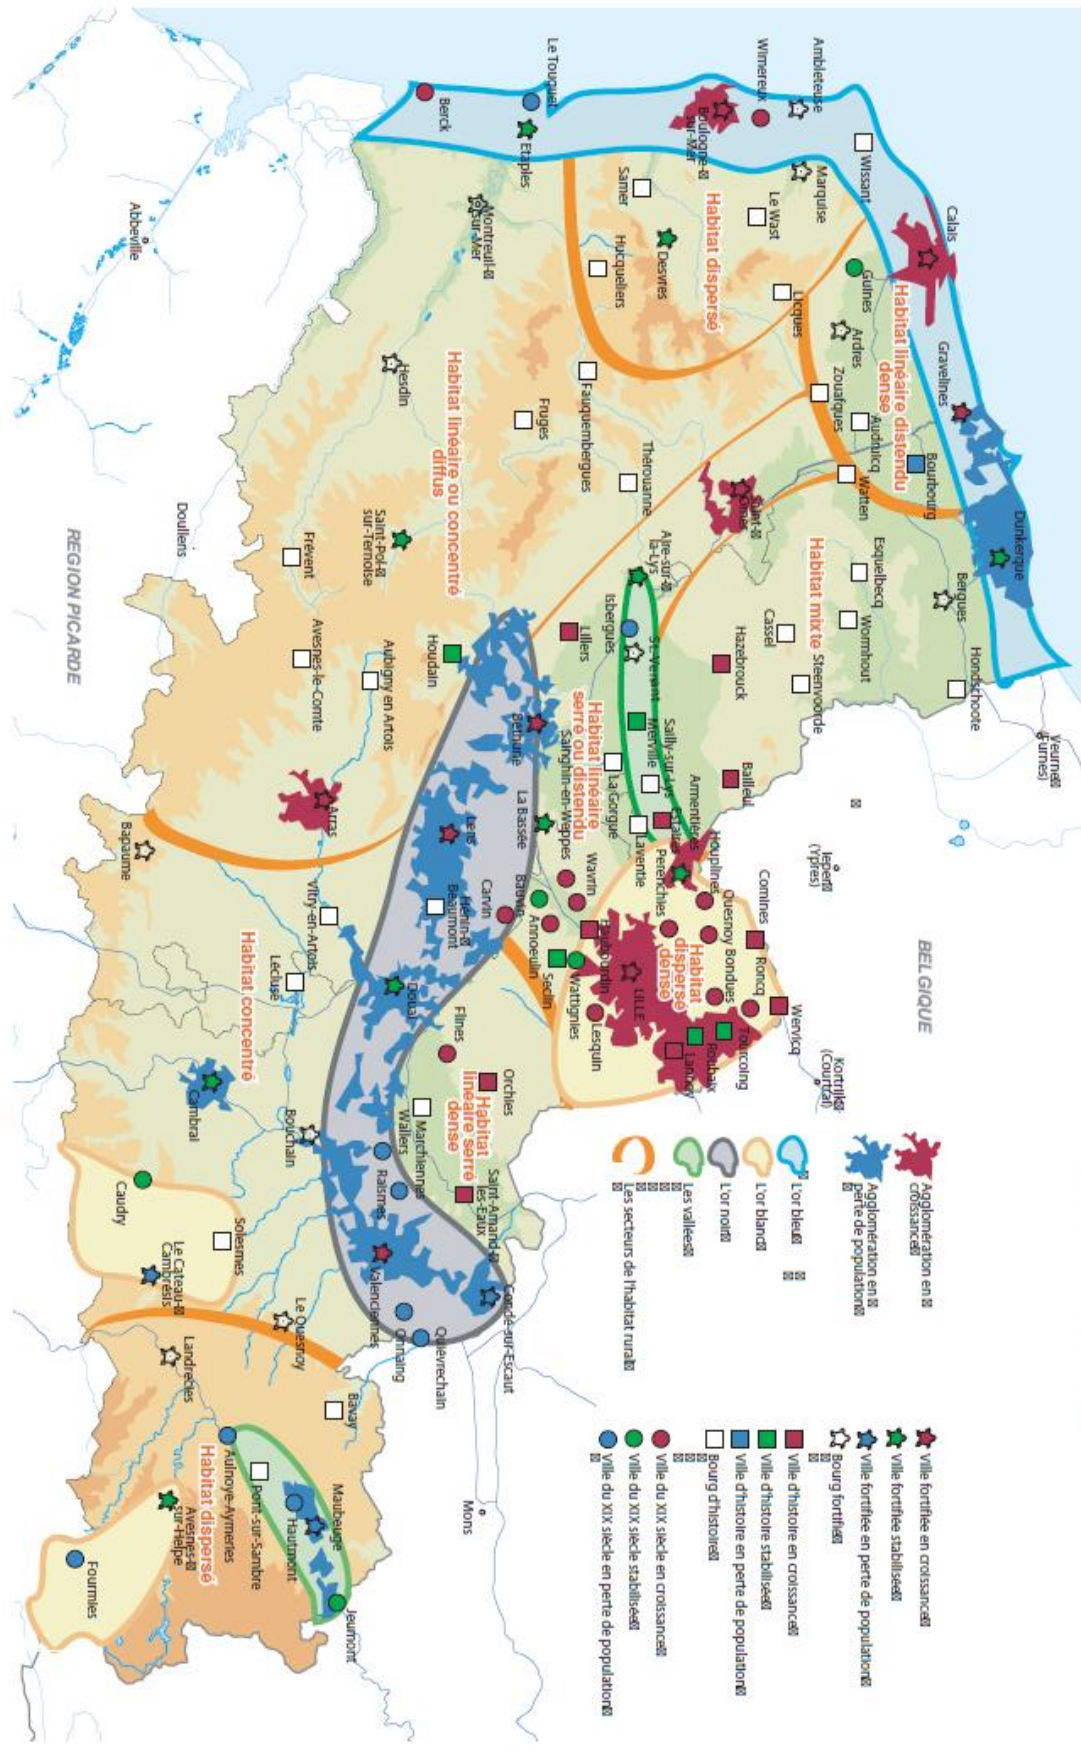 Le Touquet
Wimereux
Ambleteuse
Berck
Etaples
Boulogne-
sur-Mer
Wissant
Marquise
Calais
Samer
Le Wast
Habitat dispersé
Abbeville
Montreuil-
sur-Mer
Hucqueliers
Desvres
Licques
Guînes
Ardres
Habitat linéaire distendu
dense
Gravelines
Zouafques
Audruicq
Bourbourg
Watten
Dunkerque
Hesdin
Habitat linéaire ou concentré
diffus
Fruges
Fauquembergues
Thérouanne
Saint-
Omer
Habitat mixte
Esquelbecq
Wormhout
Bergues
Hondschoote
Veurne
(Furnes)
Doullens
REGION PICARDE
Frévent
Saint-Pol-
sur-Ternoise
Aire-sur-
la-Lys
Isbergues
St. Venant
Lillers
Cassel
Steenvoorde
Hazebrouck
Bailleul
Avesnes-le-Comte
Aubigny en Artois
Houdain
Béthune
Habitat linéaire
serré ou distendu
Merville
Sailly-sur-Lys
La Gorgue
Estaires
Laventie
Armentières
Ieper
(Ypres)
Bapaume
Arras
Lens
La Bassée
Sainghin-en-Weppes
Wavrin
Perenchies
Houplines
Quesnoy
Bondues
Comines
Roncq
Wervicq
BELGIQUE
Kortrijk
(Courtrai)
Vitry-en-Artois
Hénin-
Beaumont
Carvin
Bauvin
Annoeulin
Seclin
Wattignies
Haubourdin
Habitat
dispersé
dense
LILLE
Lesquin
Tourcoing
Roubaix
Lannoy
Habitat concentré
Lécluse
Douai
Flines
Orchies
Habitat
linéaire serré
dense
Cambrai
Bouchain
Marchiennes
Wallers
Raismes
Saint-Amand-
les-Eaux
Caudry
Solesmes
Le Cateau-
Cambrésis
Le Quesnoy
Valenciennes
Onnaing
Quiévrechain
Condé-sur-Escaut
Landrecies
Bavay
Mons
Habitat dispersé
Aulnoye-Aymeries
Pont-sur-Sambre
Hautmont
Maubeuge
Jeumont
Avesnes-
sur-Helpe
Fourmies
Agglomération en
croissance
Agglomération en
perte de population
L'or bleu
L'or blanc
L'or noir
Les vallées
Les secteurs de l'habitat rural
Ville fortifiée en croissance
Ville fortifiée stabilisée
Ville fortifiée en perte de population
Bourg fortifié
Ville d'histoire en croissance
Ville d'histoire stabilisée
Ville d'histoire en perte de population
Bourg d'histoire
Ville du XIX siècle en croissance
Ville du XIX siècle stabilisée
Ville du XIX siècle en perte de population